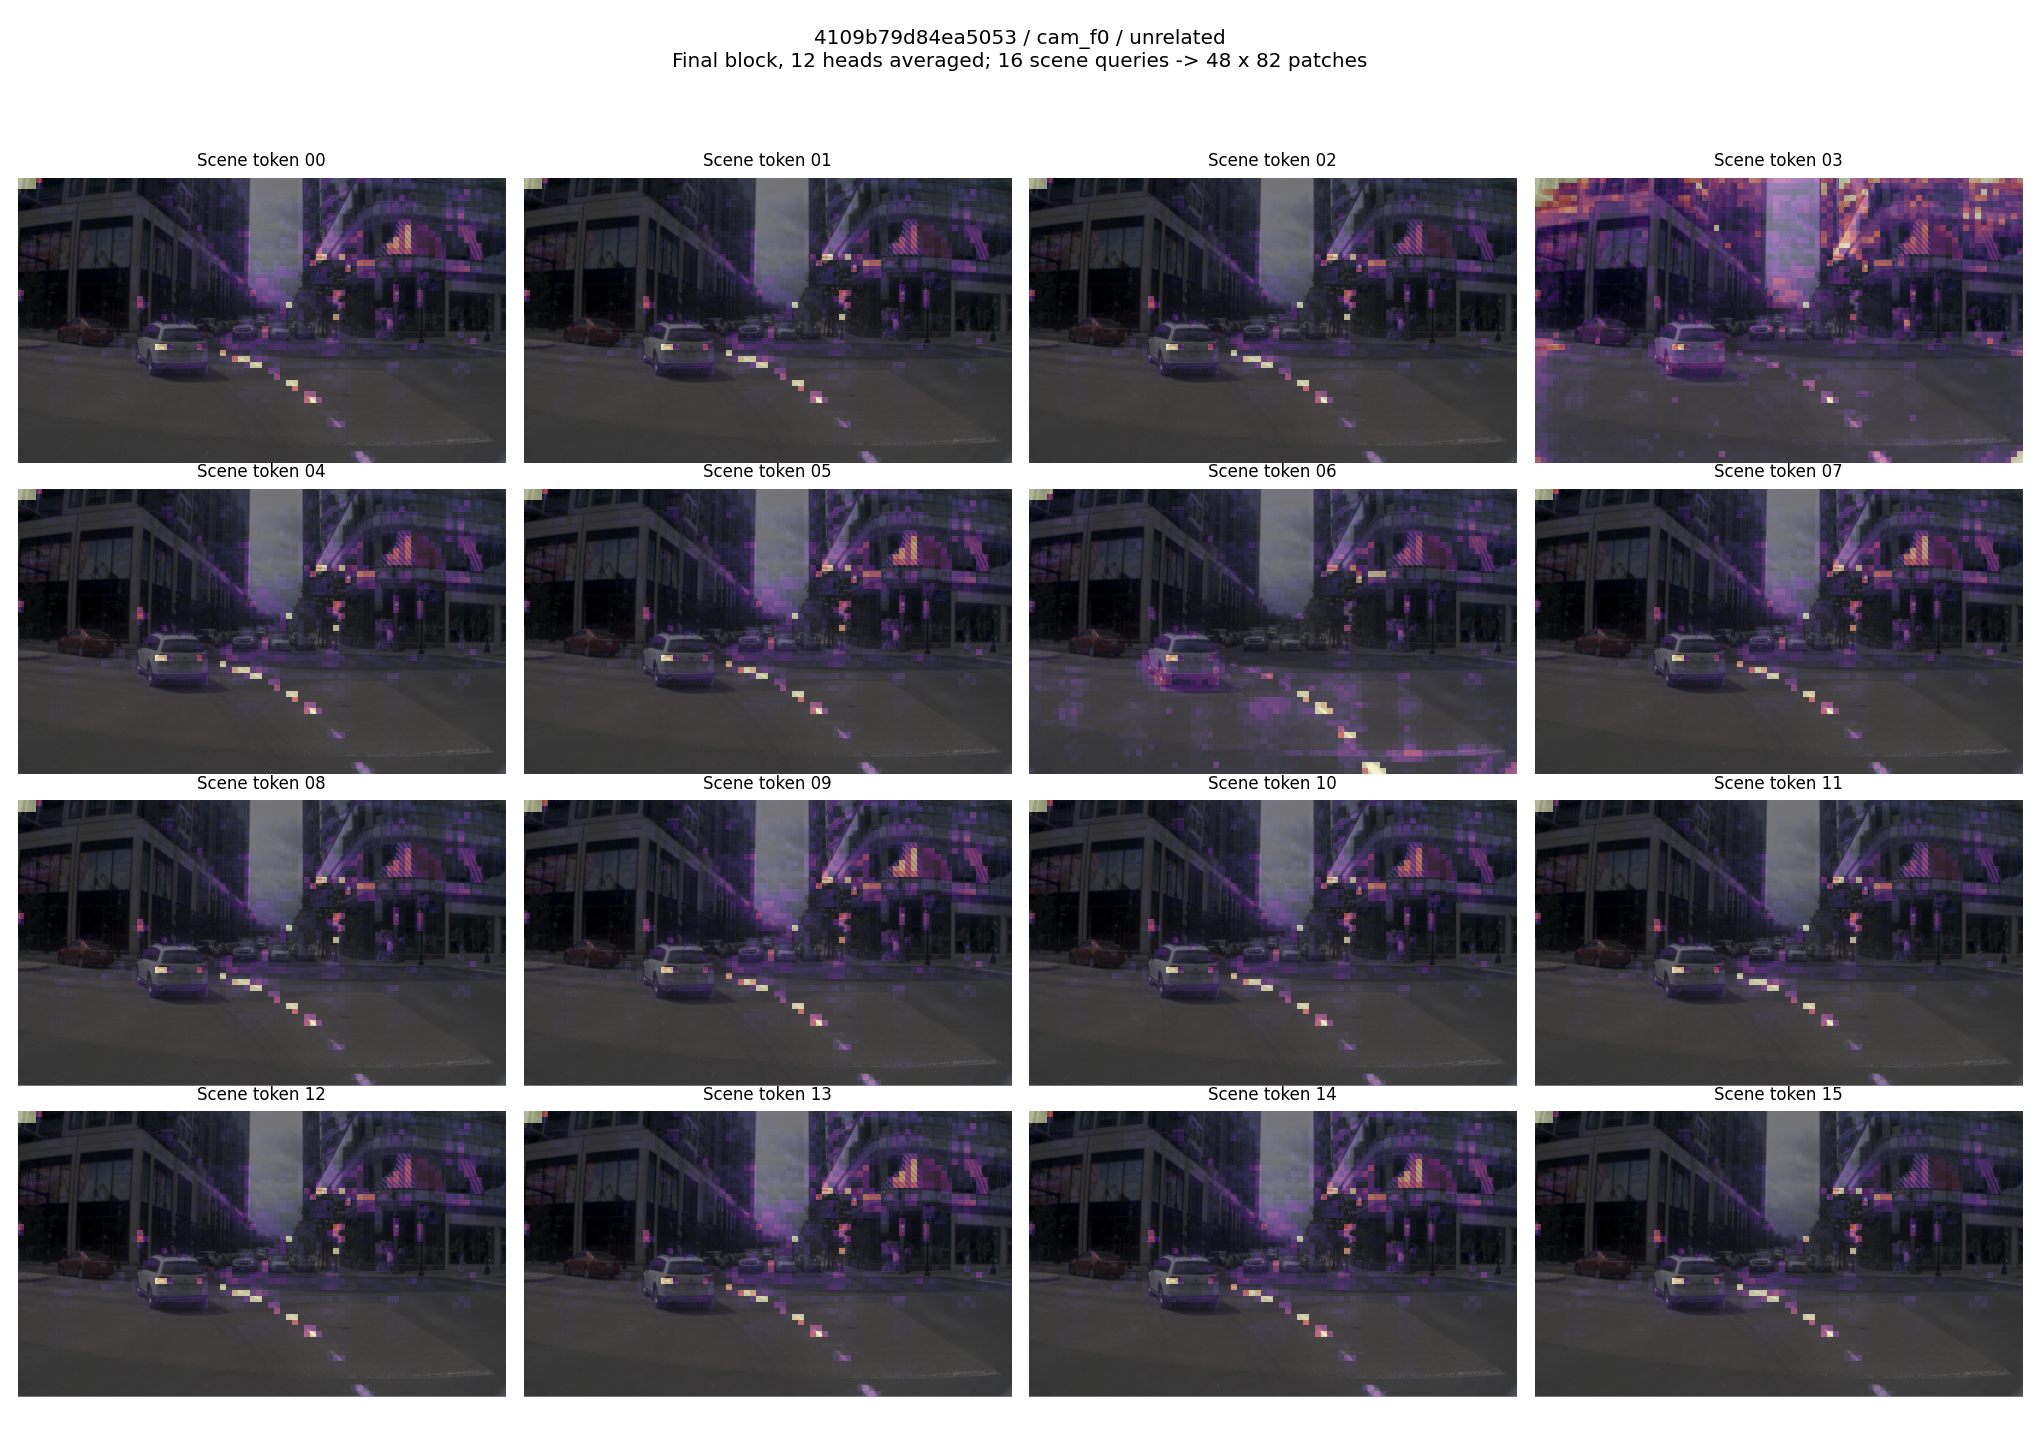 4109b79d84ea5053 / cam_f0 / unrelated
Final block, 12 heads averaged; 16 scene queries -> 48 x 82 patches
Scene token 00
Scene token 01
Scene token 02
Scene token 03
Scene token 04
Scene token 05
Scene token 06
Scene token 07
Scene token 08
Scene token 09
Scene token 10
Scene token 11
Scene token 12
Scene token 13
Scene token 14
Scene token 15